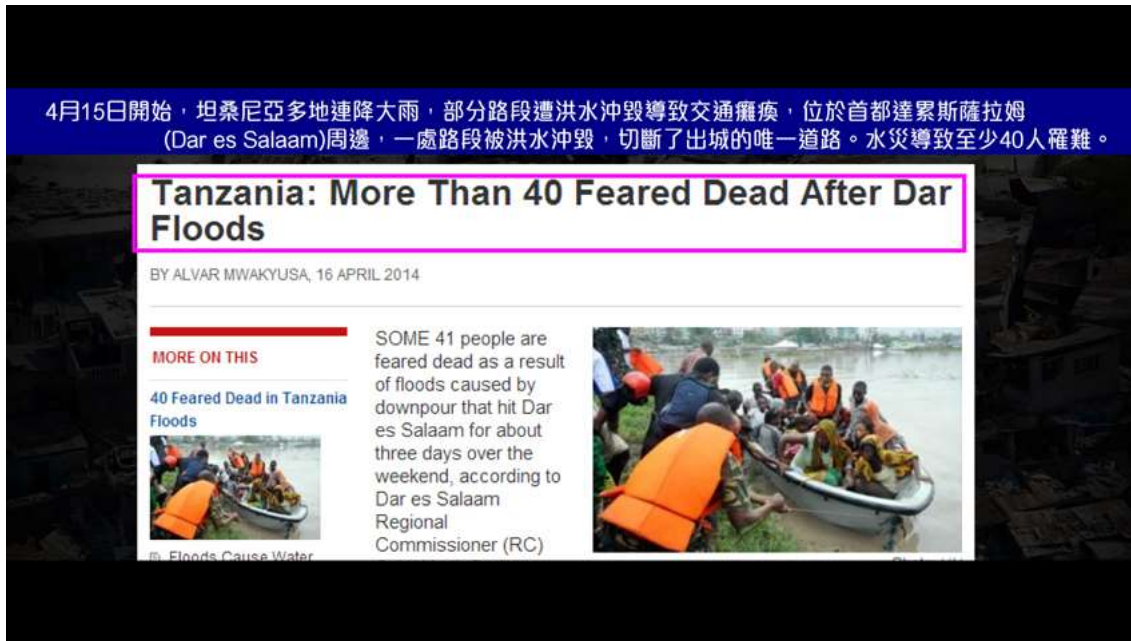 4月15日開始，坦桑尼亞多地連降大雨，部分路段遭洪水沖毀導致交通癱瘓，位於首都達累斯薩拉姆
(Dar es Salaam)周邊，一處路段被洪水沖毀，切斷了出城的唯一道路。水災導致至少40人罹難。
Tanzania: More Than 40 Feared Dead After Dar
Floods
BY ALVAR MWAKYUSA, 16 APRIL 2014
MORE ON THIS
40 Feared Dead in Tanzania
Floods
Floods Cause Water
SOME 41 people are
feared dead as a result
of floods caused by
downpour that hit Dar
es Salaam for about
three days over the
weekend, according to
Dar es Salaam
Regional
Commissioner (RC)